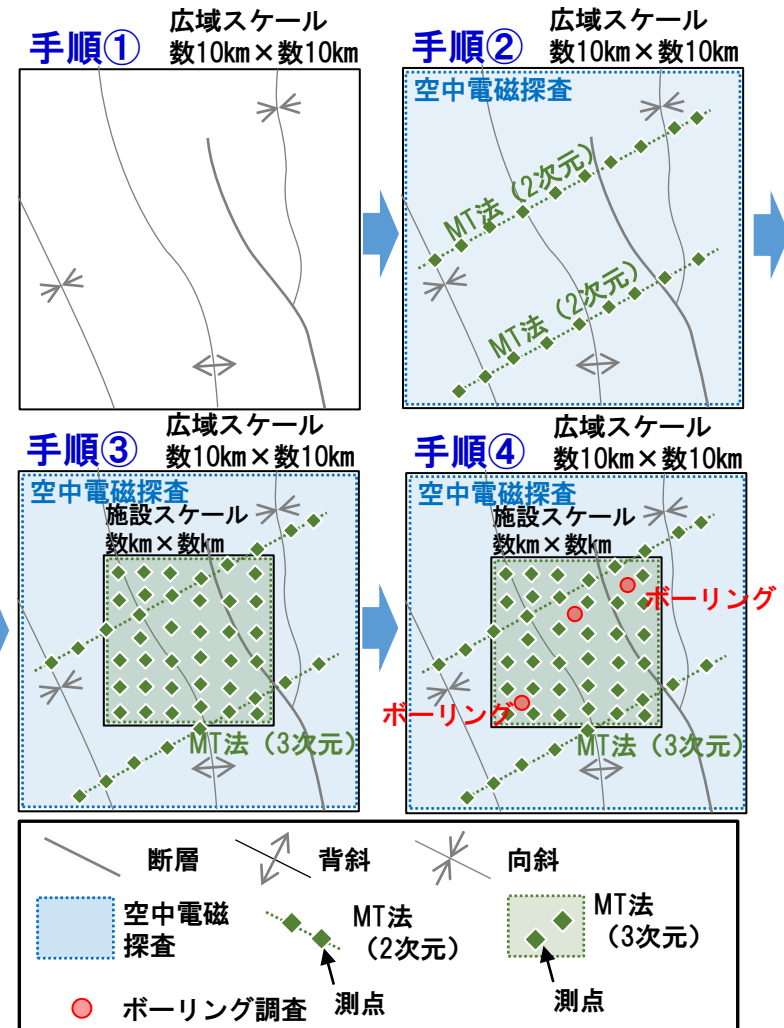 手順①
広域スケール
数10km×数10km
手順②
広域スケール
数10km×数10km
空中電磁探査
MT法（2次元）
MT法（2次元）
手順③
広域スケール
数10km×数10km
空中電磁探査
施設スケール
数km×数km
MT法（3次元）
手順④
広域スケール
数10km×数10km
空中電磁探査
施設スケール
数km×数km
ボーリング
ボーリング
MT法（3次元）
断層
背斜
向斜
空中電磁
探査
MT法
（2次元）
測点
MT法
（3次元）
測点
ボーリング調査